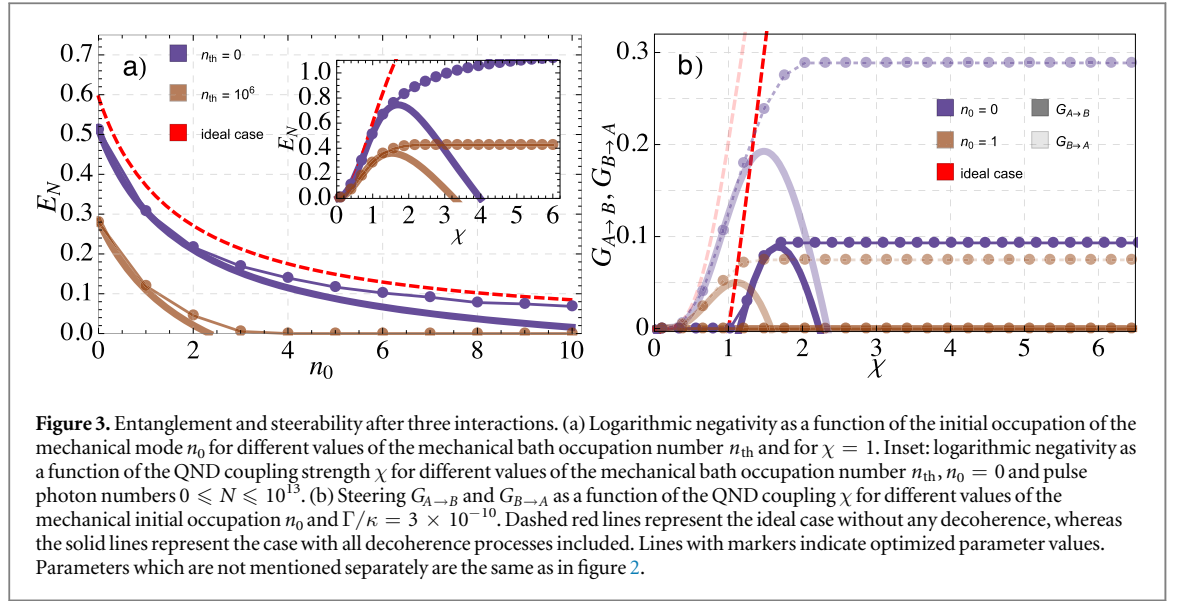 a)
0.7
0.6
0.5
0.4
0.3
0.2
0.1
0.0
E_N
n_th = 0
n_th = 10^6
ideal case
0 2 4 6 8 10
n_0
1.0
0.8
0.6
0.4
0.2
0.0
E_N
0 1 2 3 4 5 6
χ
b)
0.3
0.2
0.1
0
G_{A→B}, G_{B→A}
n_0 = 0 G_{A→B}
n_0 = 1 G_{B→A}
ideal case
0 1 2 3 4 5 6
χ
Figure 3. Entanglement and steerability after three interactions. (a) Logarithmic negativity as a function of the initial occupation of the
mechanical mode n_0 for different values of the mechanical bath occupation number n_th and for χ = 1. Inset: logarithmic negativity as
a function of the QND coupling strength χ for different values of the mechanical bath occupation number n_th, n_0 = 0 and pulse
photon numbers 0 ⩽ N ⩽ 10^13. (b) Steering G_{A→B} and G_{B→A} as a function of the QND coupling χ for different values of the
mechanical initial occupation n_0 and Γ/κ = 3 × 10^−10. Dashed red lines represent the ideal case without any decoherence, whereas
the solid lines represent the case with all decoherence processes included. Lines with markers indicate optimized parameter values.
Parameters which are not mentioned separately are the same as in figure 2.